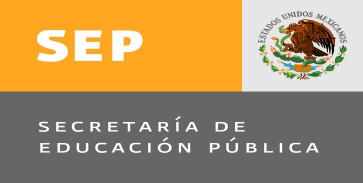 SEP
ESTADOS UNIDOS MEXICANOS
SECRETARÍA DE
EDUCACIÓN PÚBLICA